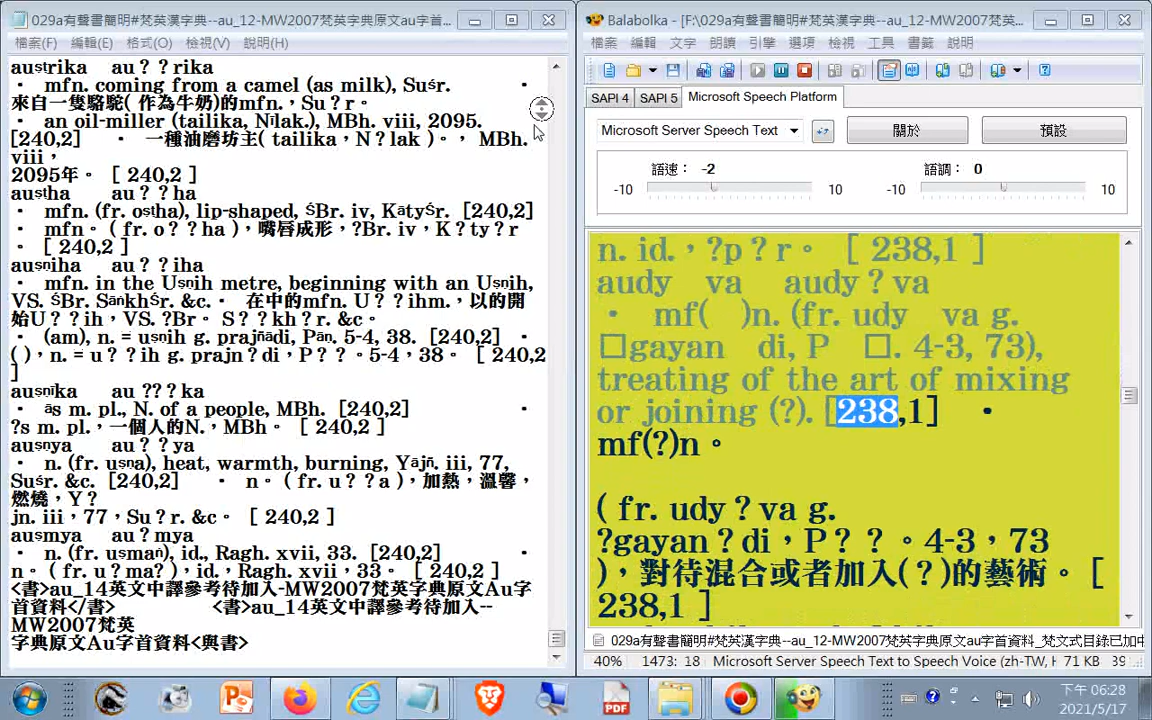 029a有聲書簡明#梵英漢字典--au_12-MW2007梵英字典原文au字首...
檔案(F) 編輯(E) 格式(O) 檢視(V) 說明(H)
auṣṭrika au？？rika
• mfn. coming from a camel (as milk), Suśr. •
來自一隻駱駝( 作為牛奶)的mfn.，Su？r。
• an oil-miller (tailika, Nīlak.), MBh. viii, 2095.
[240,2] • 一種油磨坊主( tailika，N？lak )。， MBh.
viii，
2095年。 [ 240,2 ]
auṣṭha au？？ha
• mfn. (fr. oṣṭha), lip-shaped, ŚBr. iv, KātyŚr. [240,2]
• mfn。( fr. o？？ha )，嘴唇成形，?Br. iv，K？ty？r
。 [ 240,2 ]
auṣṇiha au？？iha
• mfn. in the Uṣṇih metre, beginning with an Uṣṇih,
VS. ŚBr. ŚāṅkhŚr. &c. • 在中的mfn. U？？ihm.，以的開
始U？？ih，VS. ?Br。 S？？kh？r. &c。
• (am), n. = uṣṇih g. prajñādi, Pāṇ. 5-4, 38. [240,2] •
( )，n. = u？？ih g. prajn？di，P？？。5-4，38。 [ 240,2
]
auṣṇīka au ??？ka
• ās m. pl., N. of a people, MBh. [240,2] •
?s m. pl.，一個人的N.，MBh。 [ 240,2 ]
auṣṇya au？？ya
• n. (fr. uṣṇa), heat, warmth, burning, Yājñ. iii, 77,
Suśr. &c. [240,2] • n。( fr. u？？a )，加熱，溫馨，
燃燒，Y？
jn. iii，77，Su？r. &c。 [ 240,2 ]
auṣmya au？mya
• n. (fr. uṣman), id., Ragh. xvii, 33. [240,2] •
n。( fr. u？ma?)，id.，Ragh. xvii，33。 [ 240,2 ]
<書>au_14英文中譯參考待加入-MW2007梵英字典原文Au字
首資料</書> <書>au_14英文中譯參考待加入--
MW2007梵英
字典原文Au字首資料<與書>
Balabolka - [F:\029a有聲書簡明#梵英漢字典--au_12-MW2007梵英...
檔案 編輯 文字 朗讀 引擎 選項 檢視 工具 書籤 說明
SAPI 4 SAPI 5 Microsoft Speech Platform
Microsoft Server Speech Text 關於 預設
語速： -2 語調： 0
-10 10 -10 10
n. id.，?p？r。 [ 238,1 ]
audy va audy？va
• mf( )n. (fr. udy va g.
□gayan di, P □. 4-3, 73),
treating of the art of mixing
or joining (?). [238,1] •
mf(?)n。
( fr. udy？va g.
?gayan？di，P？？。4-3，73
)，對待混合或者加入(？)的藝術。 [
238,1 ]
029a有聲書簡明#梵英漢字典--au_12-MW2007梵英字典原文au字首資料_梵文式目錄已加中
40% 1473: 18 Microsoft Server Speech Text to Speech Voice (zh-TW, H 71 KB 39
下午 06:28
2021/5/17